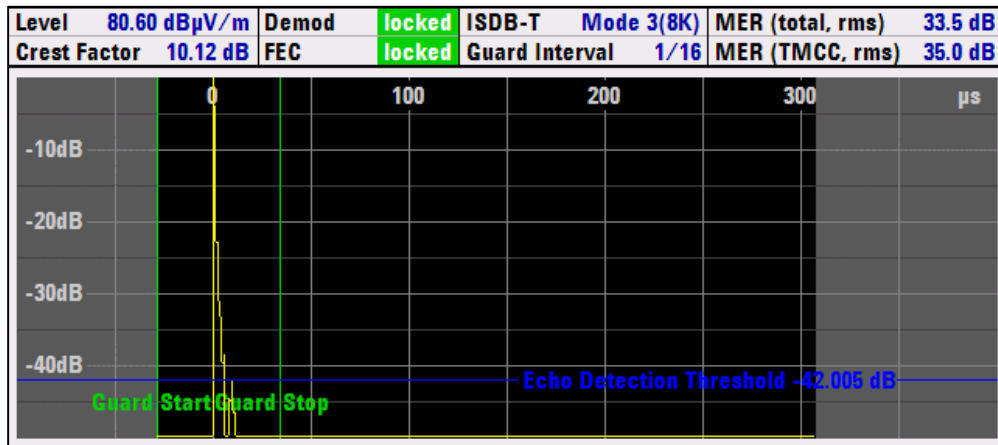 Level 80.60 dBµV/m Demod locked ISDB-T Mode 3(8K) MER (total, rms) 33.5 dB
Crest Factor 10.12 dB FEC locked Guard Interval 1/16 MER (TMCC, rms) 35.0 dB
0 100 200 300 µs
-10dB
-20dB
-30dB
-40dB
Echo Detection Threshold -42.005 dB
Guard Start Guard Stop